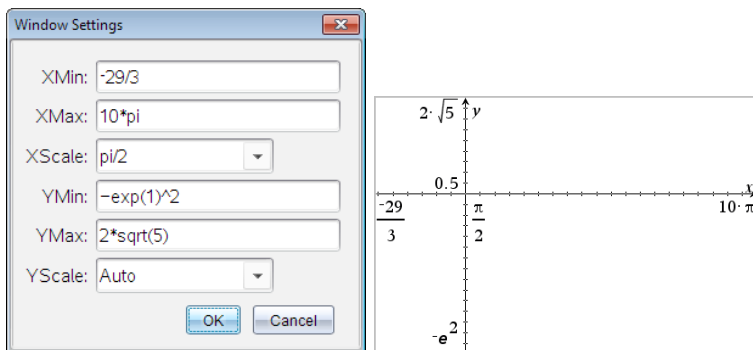 Window Settings
XMin: -29/3
XMax: 10*pi
XScale: pi/2
YMin: −exp(1)^2
YMax: 2*sqrt(5)
YScale: Auto
OK Cancel
2·√5 y
0.5
x
-29/3 π/2 10·π
-e²